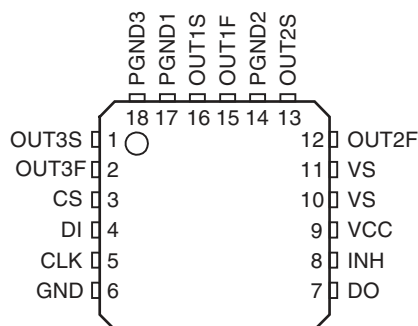 PGND3
PGND1
OUT1S
OUT1F
PGND2
OUT2S
18 17 16 15 14 13
OUT3S 1 12 OUT2F
OUT3F 2 11 VS
CS 3 10 VS
DI 4 9 VCC
CLK 5 8 INH
GND 6 7 DO